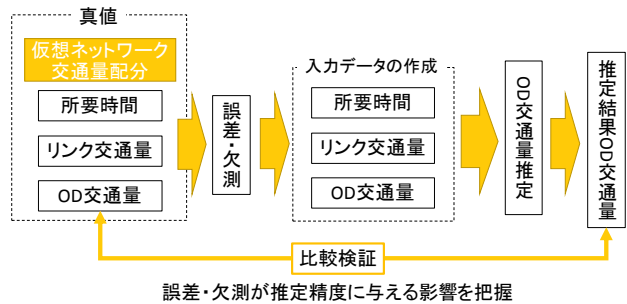 真値
仮想ネットワーク
交通量配分
所要時間
リンク交通量
OD交通量
誤差・欠測
入力データの作成
所要時間
リンク交通量
OD交通量
OD交通量推定
推定結果OD交通量
比較検証
誤差・欠測が推定精度に与える影響を把握